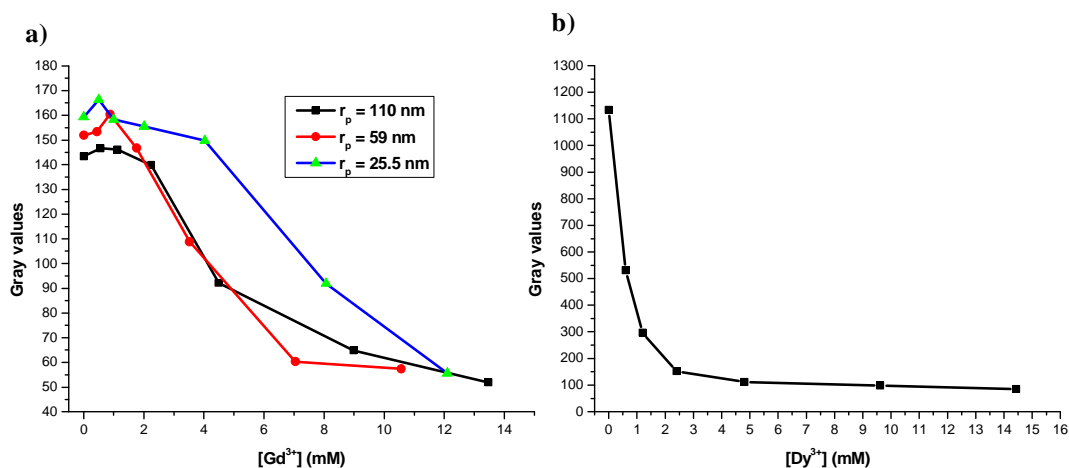 a)
180
170
160
150
140
130
120
110
100
90
80
70
60
50
40
Gray values
r_p = 110 nm
r_p = 59 nm
r_p = 25.5 nm
0 2 4 6 8 10 12 14
[Gd³⁺] (mM)
b)
1300
1200
1100
1000
900
800
700
600
500
400
300
200
100
0
Gray values
0 1 2 3 4 5 6 7 8 9 10 11 12 13 14 15 16
[Dy³⁺] (mM)